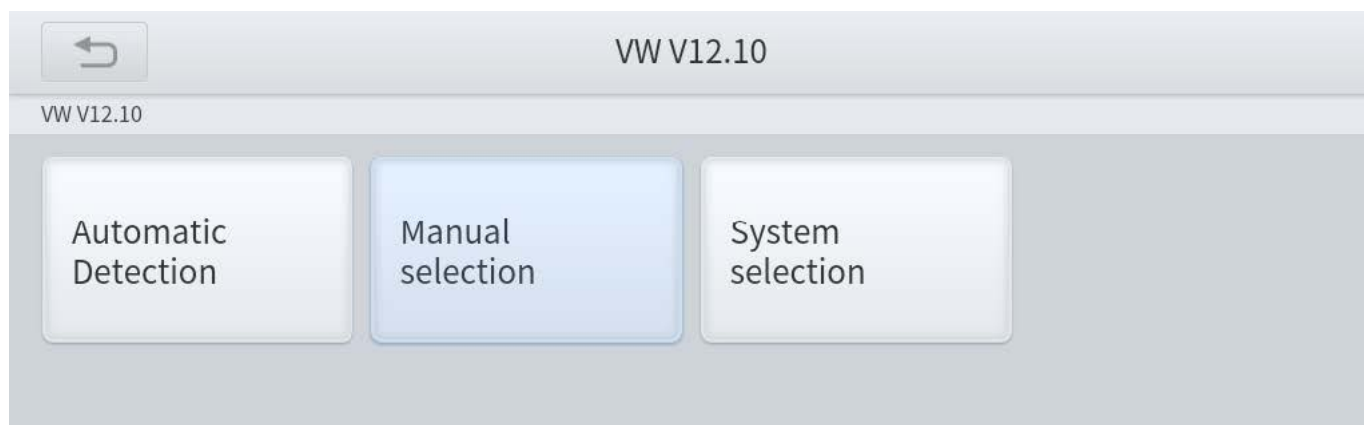 VW V12.10
VW V12.10
Automatic
Detection
Manual
selection
System
selection